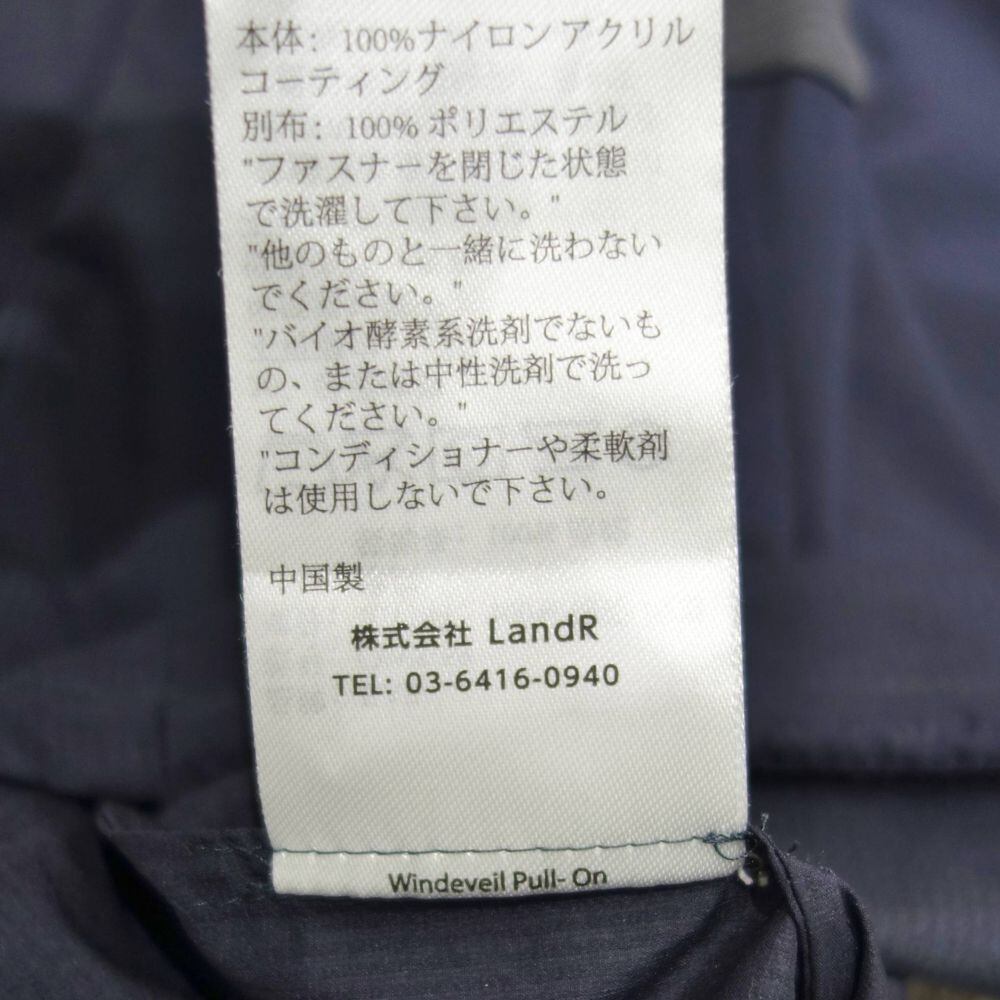 本体: 100%ナイロン アクリル
コーティング
別布: 100% ポリエステル
"ファスナーを閉じた状態
で洗濯して下さい。"
"他のものと一緒に洗わない
でください。"
"バイオ酵素系洗剤でないも
の、または中性洗剤で洗っ
てください。"
"コンディショナーや柔軟剤
は使用しないで下さい。
中国製
株式会社 LandR
TEL: 03-6416-0940
Windeveil Pull- On